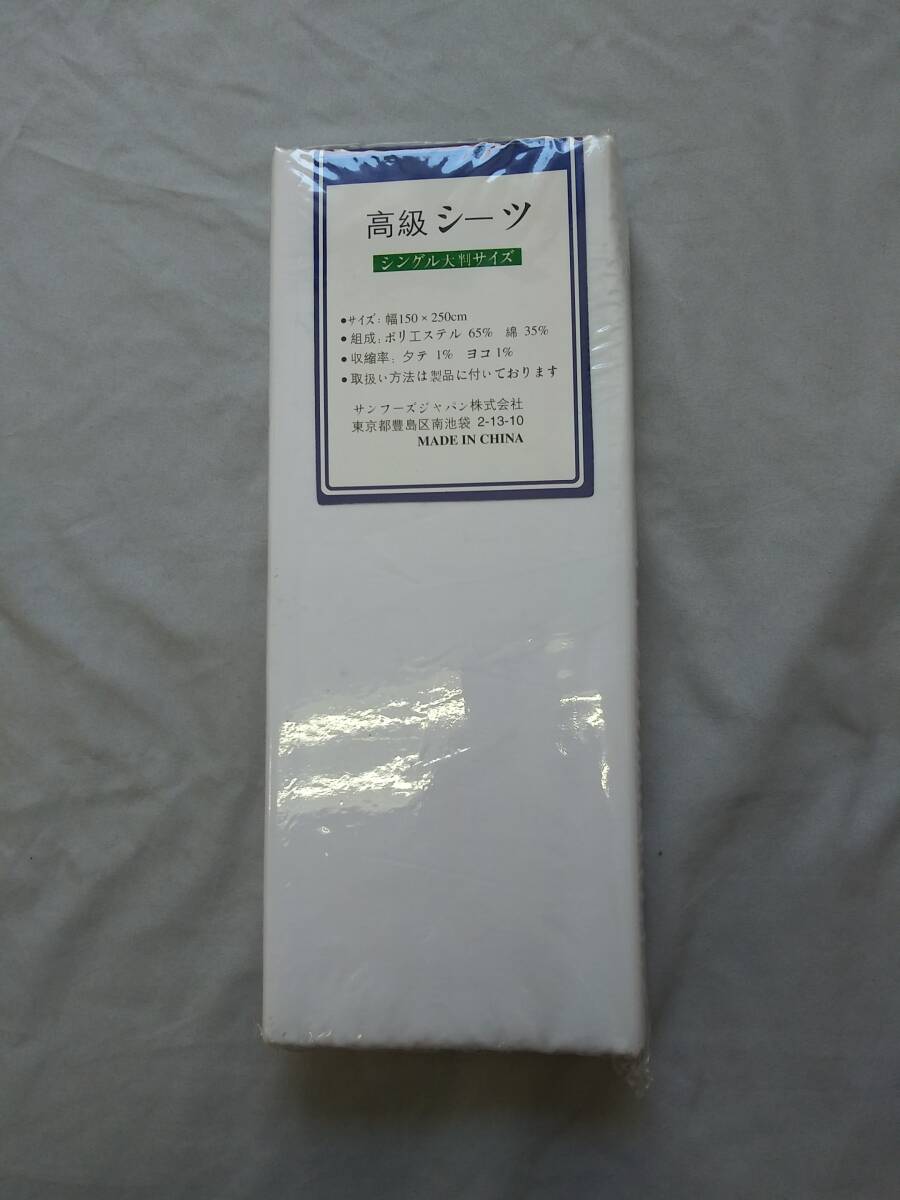 高級 シーツ
シングル大判サイズ
●サイズ: 幅150×250cm
●組成: ポリエステル 65% 綿 35%
●収縮率: タテ 1% ヨコ 1%
●取扱い方法は製品に付いております
サンフーズジャパン株式会社
東京都豊島区南池袋 2-13-10
MADE IN CHINA